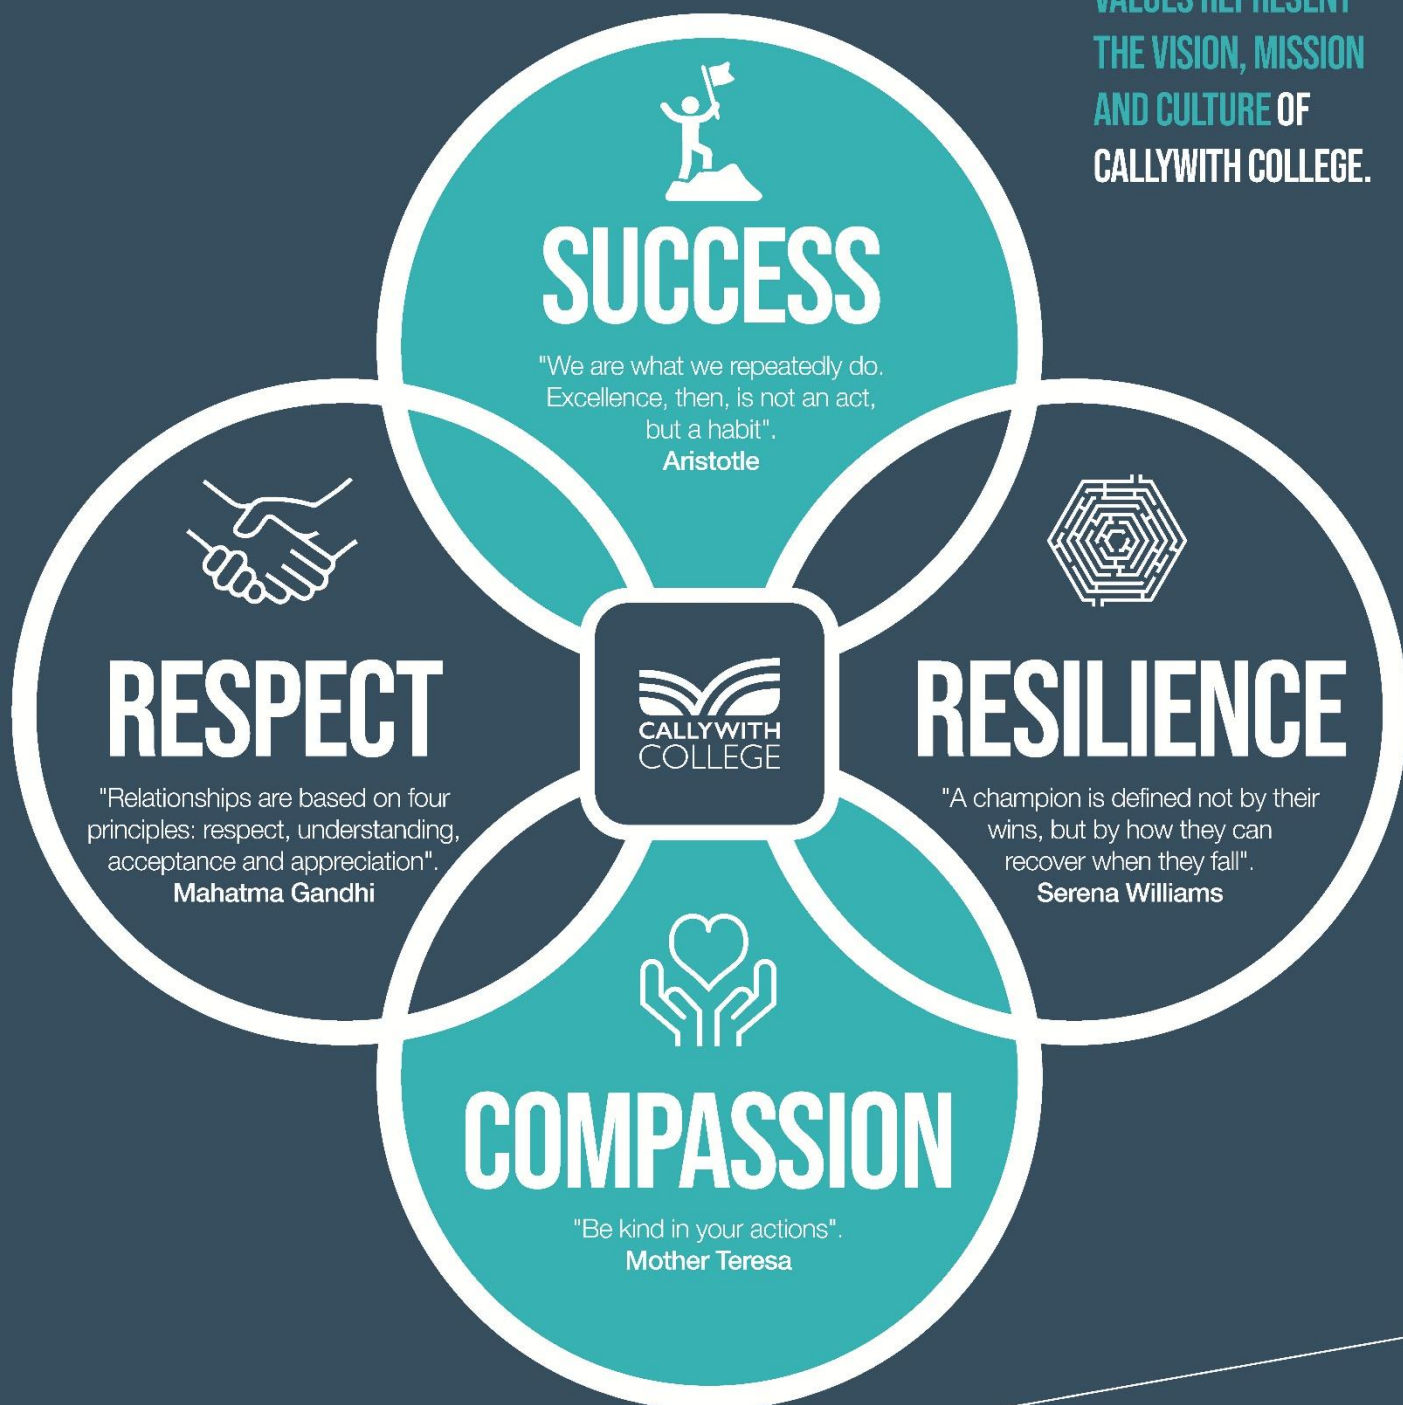 VALUES REPRESENT
THE VISION, MISSION
AND CULTURE OF
CALLYWITH COLLEGE.
SUCCESS
"We are what we repeatedly do.
Excellence, then, is not an act,
but a habit".
Aristotle
RESPECT
"Relationships are based on four
principles: respect, understanding,
acceptance and appreciation".
Mahatma Gandhi
CALLYWITH
COLLEGE
RESILIENCE
"A champion is defined not by their
wins, but by how they can
recover when they fall".
Serena Williams
COMPASSION
"Be kind in your actions".
Mother Teresa